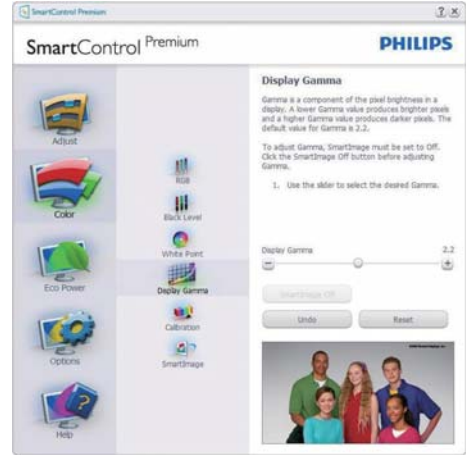 SmartControl Premium
SmartControl Premium
PHILIPS
Adjust
Color
Eco Power
Options
Help
RGB
Black Level
White Point
Display Gamma
Calibration
SmartImage
Display Gamma
Gamma is a component of the pixel brightness in a
display. A lower Gamma value produces brighter pixels
and a higher Gamma value produces darker pixels. The
default value for Gamma is 2.2.
To adjust Gamma, SmartImage must be set to Off.
Click the SmartImage Off button before adjusting
Gamma.
1. Use the slider to select the desired Gamma.
Display Gamma 2.2
SmartImage Off
Undo Reset